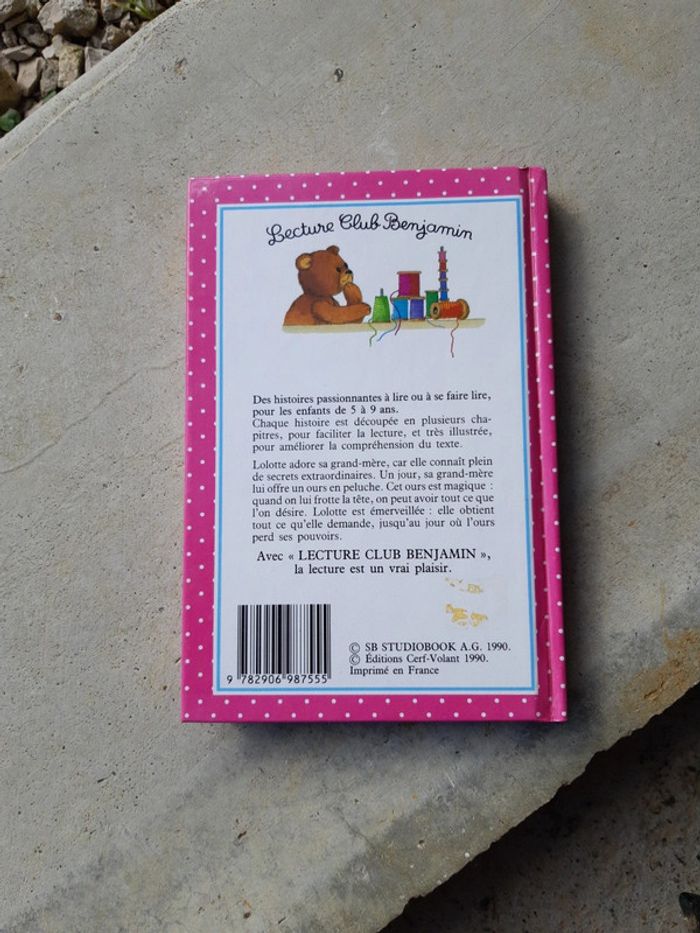 Lecture Club Benjamin
Des histoires passionnantes à lire ou à se faire lire,
pour les enfants de 5 à 9 ans.
Chaque histoire est découpée en plusieurs cha-
pitres, pour faciliter la lecture, et très illustrée,
pour améliorer la compréhension du texte.
Lolotte adore sa grand-mère, car elle connaît plein
de secrets extraordinaires. Un jour, sa grand-mère
lui offre un ours en peluche. Cet ours est magique :
quand on lui frotte la tête, on peut avoir tout ce que
l'on désire. Lolotte est émerveillée : elle obtient
tout ce qu'elle demande, jusqu'au jour où l'ours
perd ses pouvoirs.
Avec « LECTURE CLUB BENJAMIN »,
la lecture est un vrai plaisir.
© SB STUDIOBOOK A.G. 1990.
© Éditions Cerf-Volant 1990.
Imprimé en France
9 782906 987555